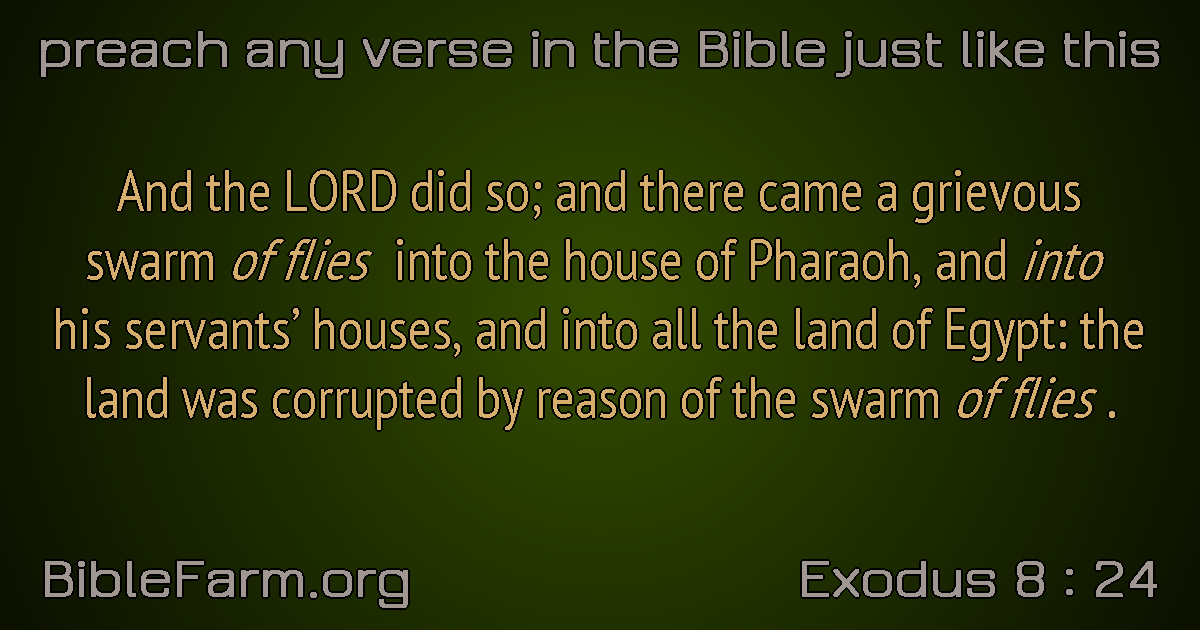 preach any verse in the Bible just like this
And the LORD did so; and there came a grievous
swarm of flies into the house of Pharaoh, and into
his servants’ houses, and into all the land of Egypt: the
land was corrupted by reason of the swarm of flies .
BibleFarm.org
Exodus 8 : 24